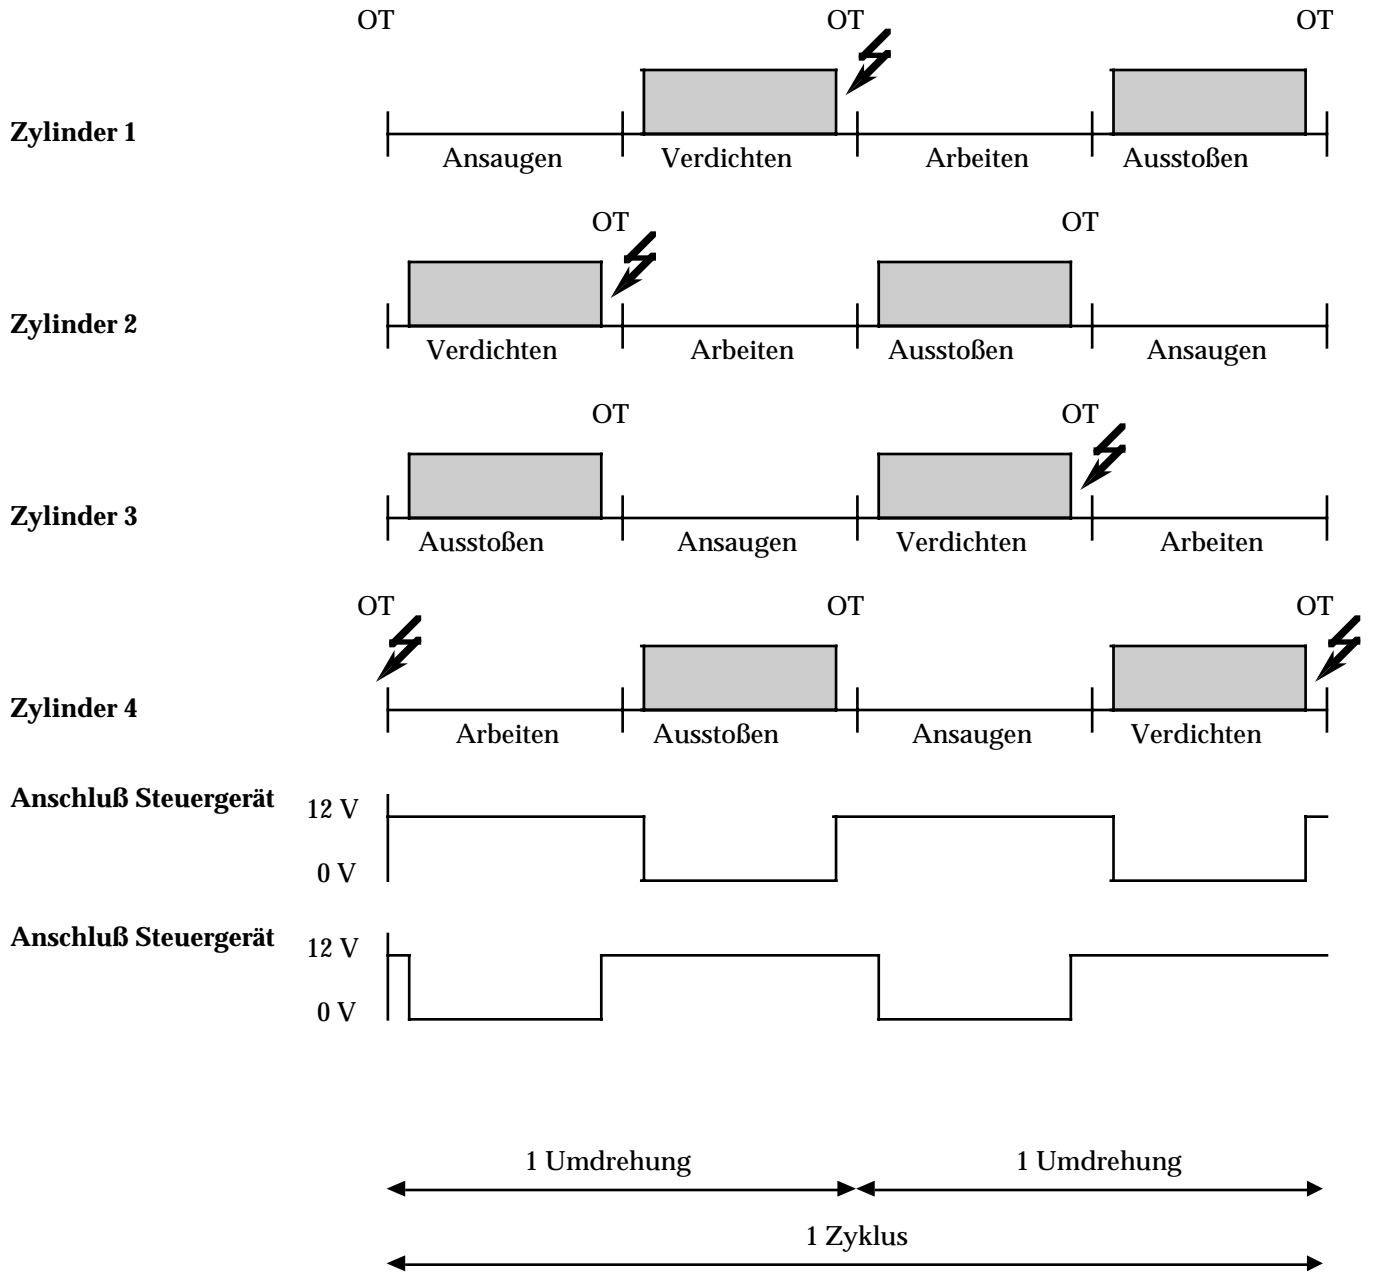 OT OT OT
Zylinder 1
Ansaugen Verdichten Arbeiten Ausstoßen
OT OT
Zylinder 2
Verdichten Arbeiten Ausstoßen Ansaugen
OT OT
Zylinder 3
Ausstoßen Ansaugen Verdichten Arbeiten
OT OT OT
Zylinder 4
Arbeiten Ausstoßen Ansaugen Verdichten
Anschluß Steuergerät 12 V
0 V
Anschluß Steuergerät 12 V
0 V
1 Umdrehung 1 Umdrehung
1 Zyklus